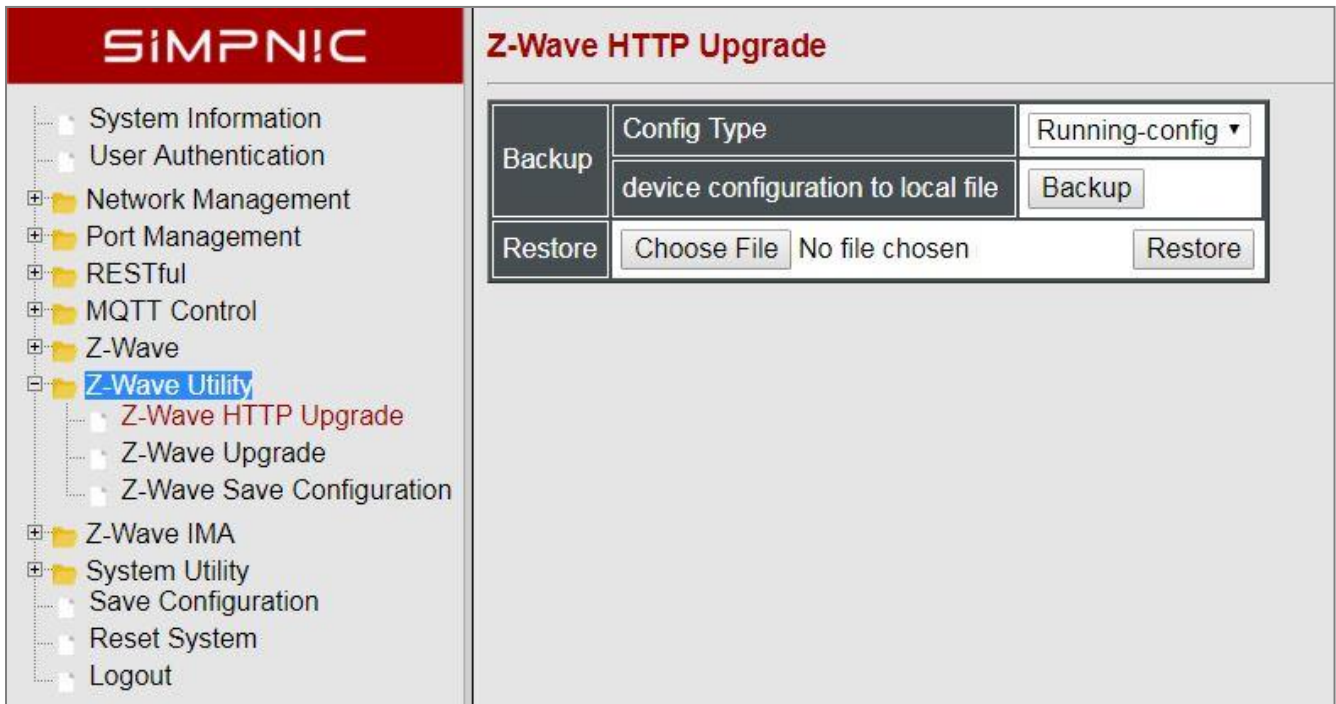 SiMPN!C
System Information
User Authentication
Network Management
Port Management
RESTful
MQTT Control
Z-Wave
Z-Wave Utility
Z-Wave HTTP Upgrade
Z-Wave Upgrade
Z-Wave Save Configuration
Z-Wave IMA
System Utility
Save Configuration
Reset System
Logout
Z-Wave HTTP Upgrade
Backup
Config Type
Running-config
device configuration to local file
Backup
Restore
Choose File No file chosen
Restore